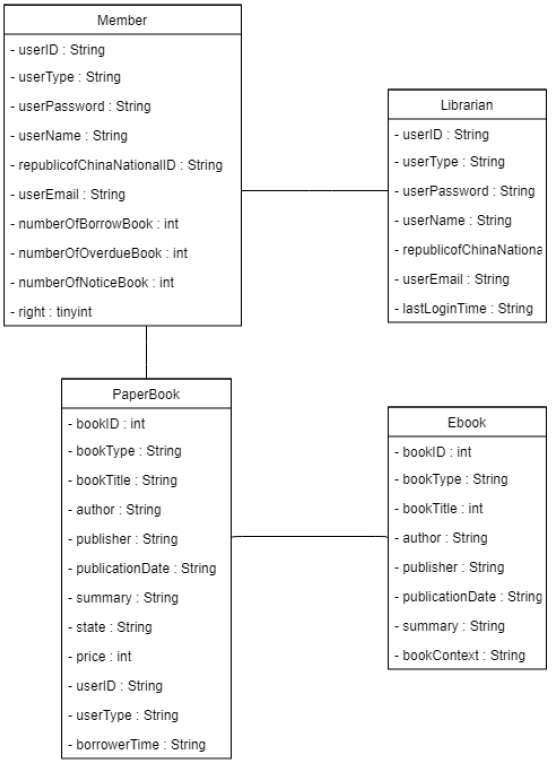 Member
- userID : String
- userType : String
- userPassword : String
- userName : String
- republicofChinaNationalID : String
- userEmail : String
- numberOfBorrowBook : int
- numberOfOverdueBook : int
- numberOfNoticeBook : int
- right : tinyint
Librarian
- userID : String
- userType : String
- userPassword : String
- userName : String
- republicofChinaNationa
- userEmail : String
- lastLoginTime : String
PaperBook
- bookID : int
- bookType : String
- bookTitle : String
- author : String
- publisher : String
- publicationDate : String
- summary : String
- state : String
- price : int
- userID : String
- userType : String
- borrowerTime : String
Ebook
- bookID : int
- bookType : String
- bookTitle : int
- author : String
- publisher : String
- publicationDate : String
- summary : String
- bookContext : String